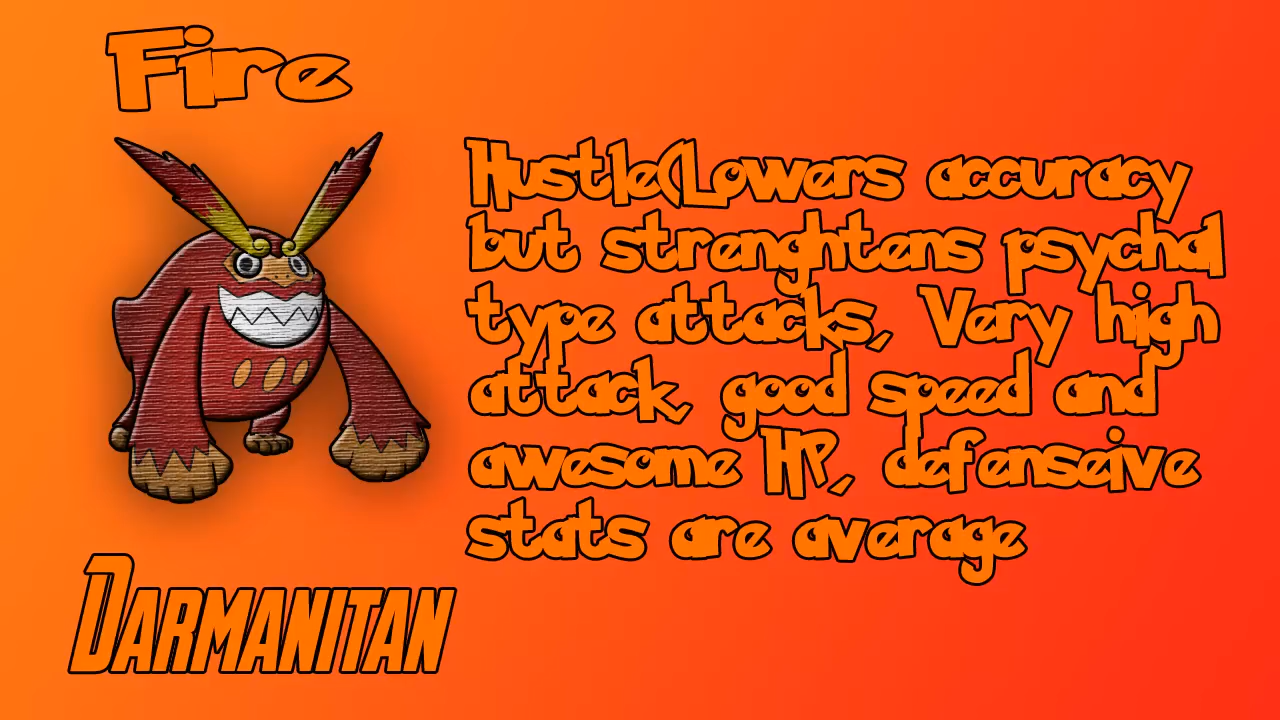 Fire
Hustle(Lowers accuracy
but strenghtens psychal
type attacks, Very high
attack, good speed and
awesome HP, defenseive
stats are average
DARMANITAN